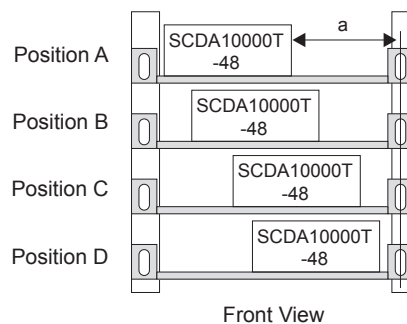 a
Position A
SCDA10000T
-48
Position B
SCDA10000T
-48
Position C
SCDA10000T
-48
Position D
SCDA10000T
-48
Front View